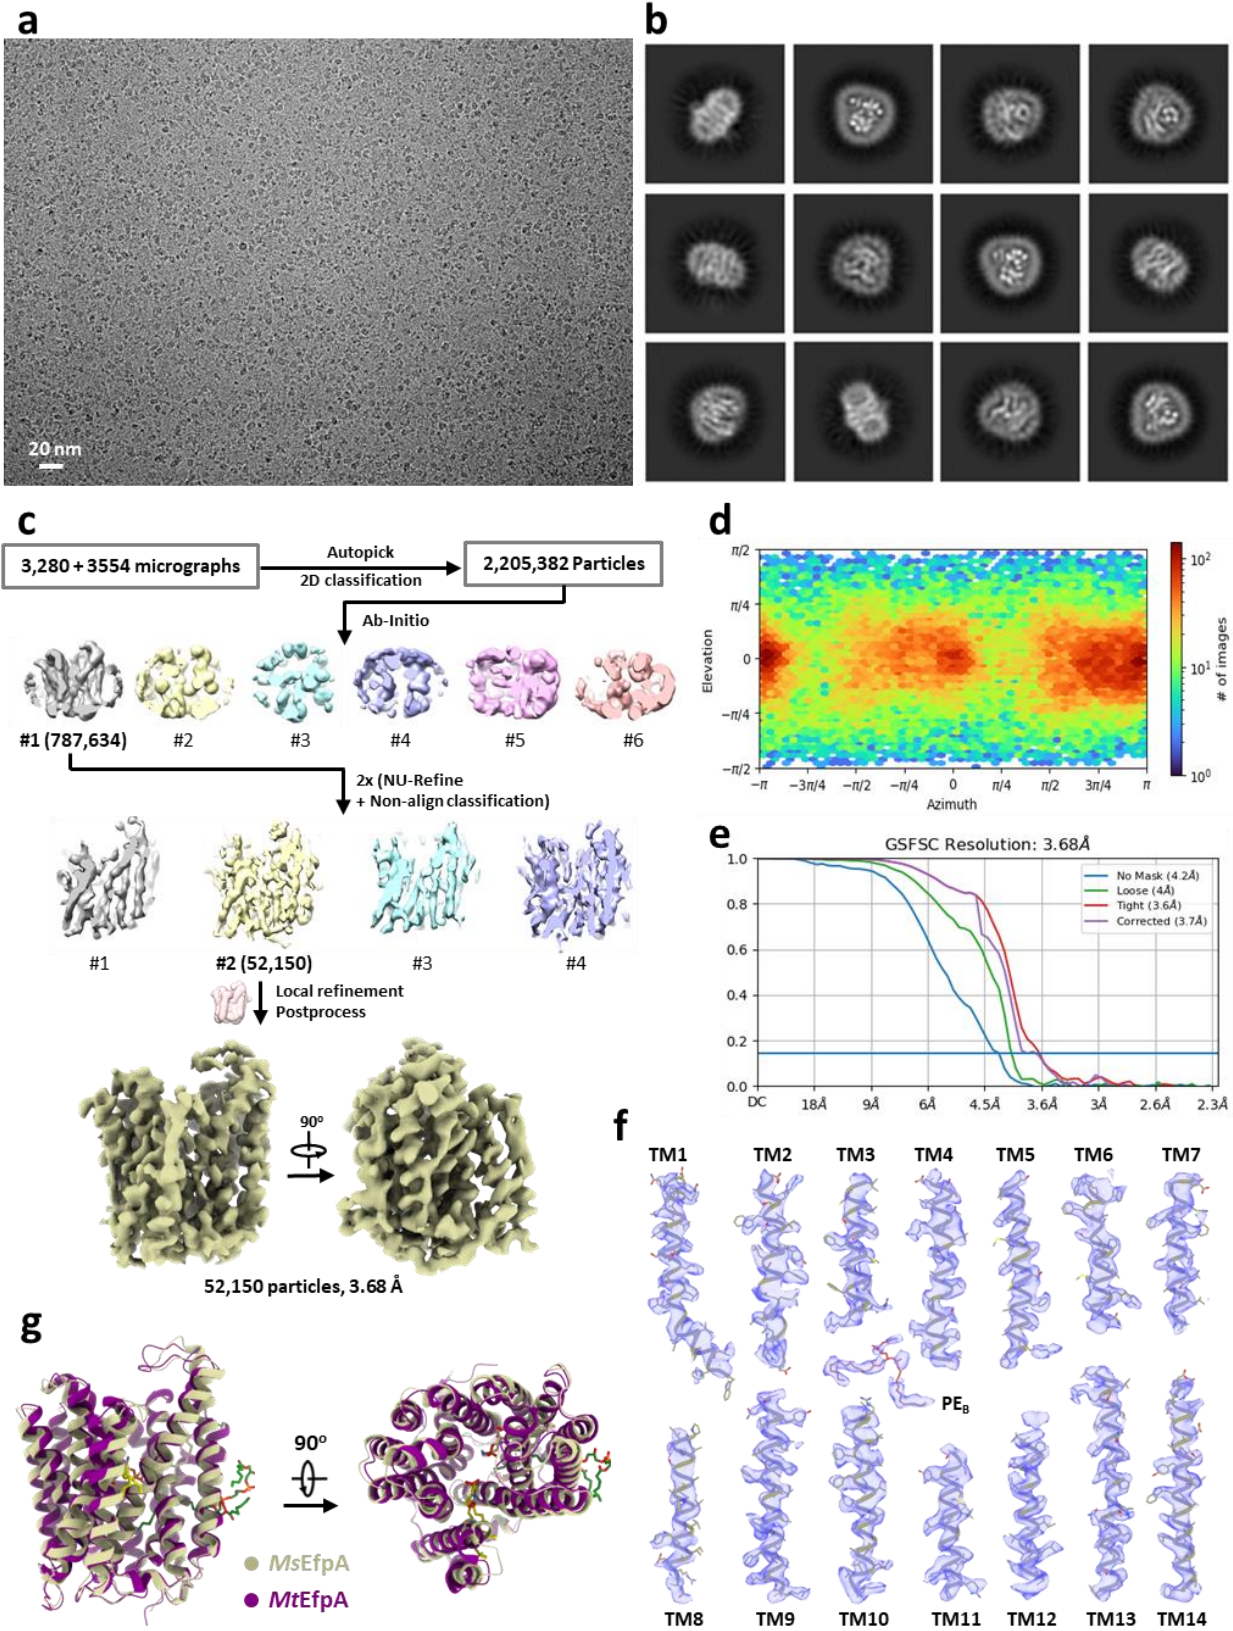 a
20 nm
b
c
3,280 + 3554 micrographs
Autopick
2D classification
2,205,382 Particles
Ab-Initio
#1 (787,634)
#2
#3
#4
#5
#6
2x (NU-Refine
+ Non-align classification)
#1
#2 (52,150)
#3
#4
Local refinement
Postprocess
90°
52,150 particles, 3.68 Å
d
π/2
π/4
0
−π/4
−π/2
Elevation
−π
−3π/4
−π/2
−π/4
0
π/4
π/2
3π/4
π
Azimuth
10²
10¹
10⁰
# of images
e
GSFSC Resolution: 3.68Å
No Mask (4.2Å)
Loose (4Å)
Tight (3.6Å)
Corrected (3.7Å)
1.0
0.8
0.6
0.4
0.2
0.0
DC
18Å
9Å
6Å
4.5Å
3.6Å
3Å
2.6Å
2.3Å
f
TM1
TM2
TM3
TM4
TM5
TM6
TM7
PE_B
TM8
TM9
TM10
TM11
TM12
TM13
TM14
g
90°
MsEfpA
MtEfpA